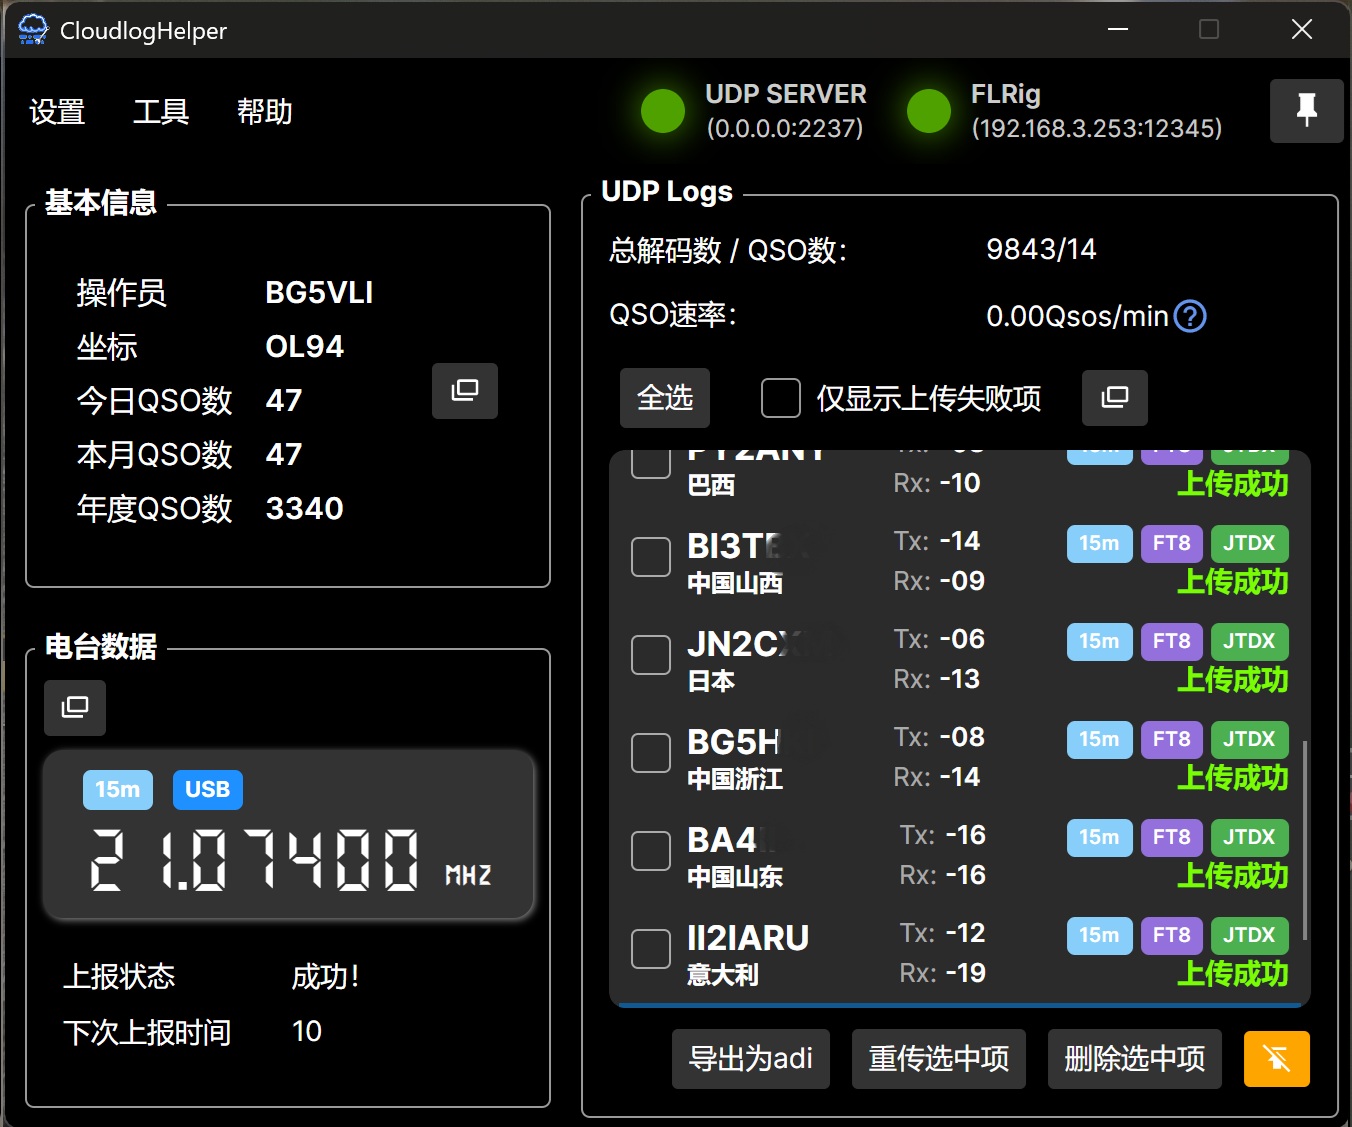 CloudlogHelper
设置 工具 帮助
UDP SERVER
(0.0.0.0:2237)
FLRig
(192.168.3.253:12345)
基本信息
操作员 BG5VLI
坐标 OL94
今日QSO数 47
本月QSO数 47
年度QSO数 3340
电台数据
15m USB
21.07400 MHZ
上报状态 成功!
下次上报时间 10
UDP Logs
总解码数 / QSO数: 9843/14
QSO速率: 0.00Qsos/min ?
全选 仅显示上传失败项
巴西 Rx: -10 上传成功
BI3T Tx: -14 15m FT8 JTDX
中国山西 Rx: -09 上传成功
JN2C Tx: -06 15m FT8 JTDX
日本 Rx: -13 上传成功
BG5H Tx: -08 15m FT8 JTDX
中国浙江 Rx: -14 上传成功
BA4 Tx: -16 15m FT8 JTDX
中国山东 Rx: -16 上传成功
II2IARU Tx: -12 15m FT8 JTDX
意大利 Rx: -19 上传成功
导出为adi 重传选中项 删除选中项